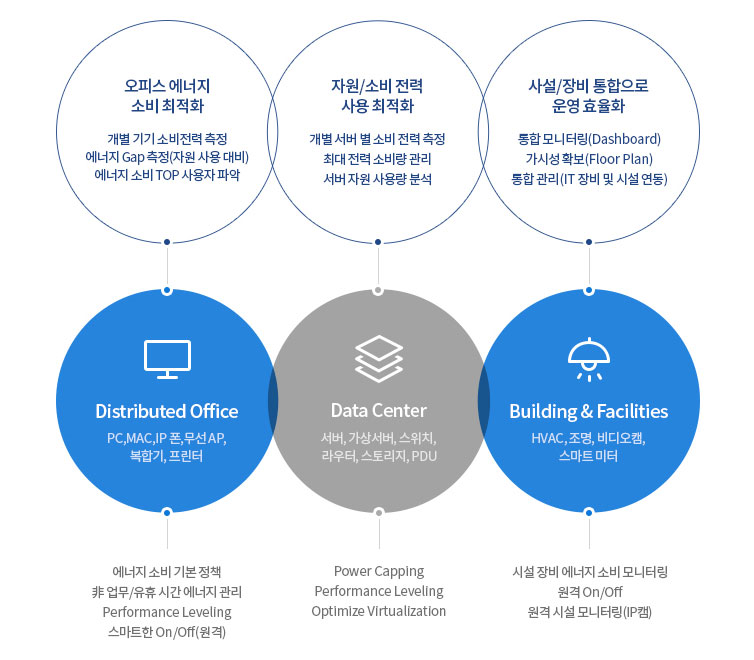 오피스 에너지
소비 최적화
개별 기기 소비전력 측정
에너지 Gap 측정(자원 사용 대비)
에너지 소비 TOP 사용자 파악
자원/소비 전력
사용 최적화
개별 서버 별 소비 전력 측정
최대 전력 소비량 관리
서버 자원 사용량 분석
시설/장비 통합으로
운영 효율화
통합 모니터링(Dashboard)
가시성 확보(Floor Plan)
통합 관리(IT 장비 및 시설 연동)
Distributed Office
PC,MAC,IP 폰,무선 AP,
복합기, 프린터
Data Center
서버, 가상서버, 스위치,
라우터, 스토리지, PDU
Building & Facilities
HVAC, 조명, 비디오캠,
스마트 미터
에너지 소비 기본 정책
非 업무/유휴 시간 에너지 관리
Performance Leveling
스마트한 On/Off(원격)
Power Capping
Performance Leveling
Optimize Virtualization
시설 장비 에너지 소비 모니터링
원격 On/Off
원격 시설 모니터링(IP캠)